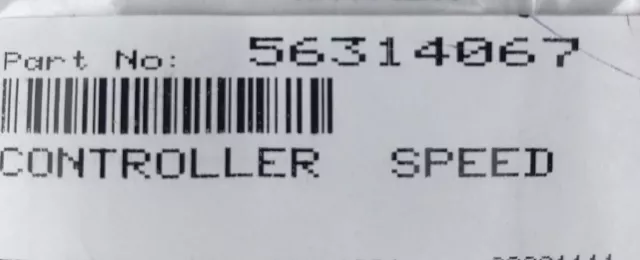 Part No: 56314067
CONTROLLER SPEED